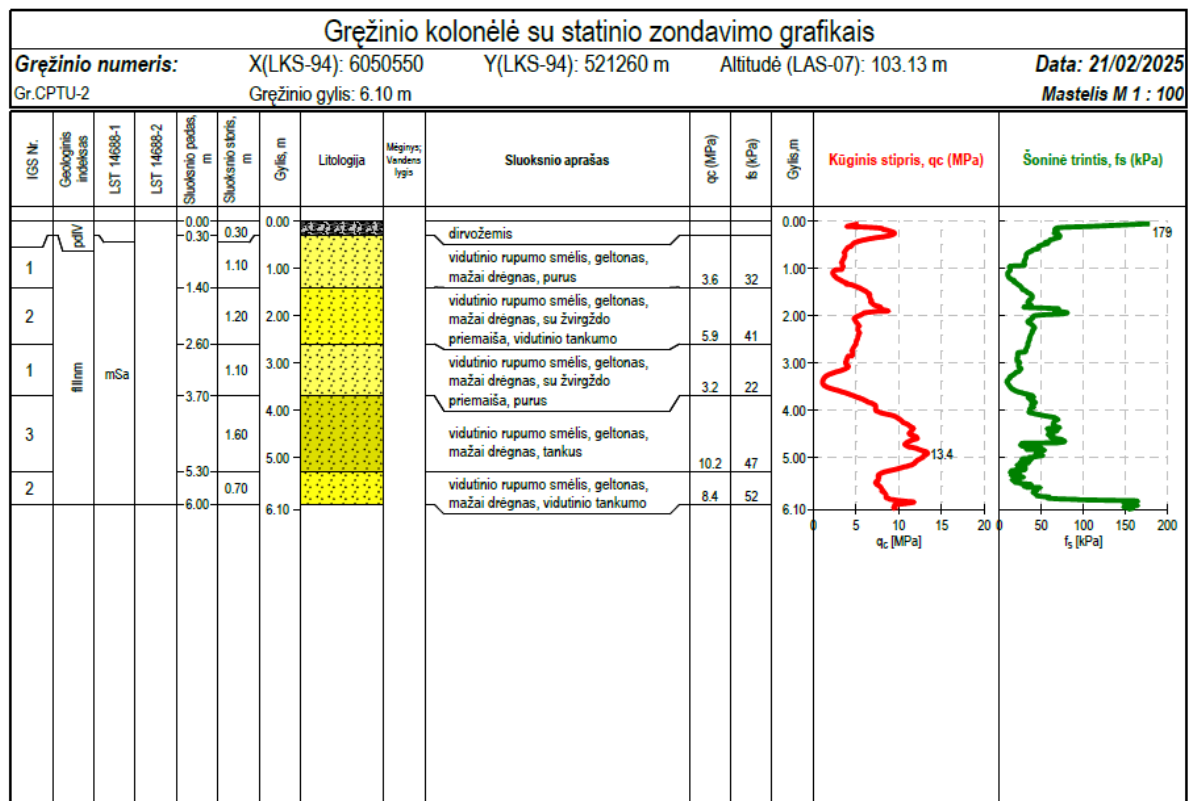 Gręžinio kolonėlė su statinio zondavimo grafikais
Gręžinio numeris: X(LKS-94): 6050550 Y(LKS-94): 521260 m Altitudė (LAS-07): 103.13 m Data: 21/02/2025
Gr.CPTU-2 Gręžinio gylis: 6.10 m Mastelis M 1 : 100
IGS Nr.
Geologinis
indeksas
LST 14688-1
LST 14688-2
Sluoksnio padas,
m
Sluoksnio storis,
m
Gylis, m
Litologija
Mėginys;
Vandens
lygis
Sluoksnio aprašas
qc (MPa)
fs (kPa)
Gylis,m
Kūginis stipris, qc (MPa)
Šoninė trintis, fs (kPa)
pdIV
0.00
0.30
0.30
dirvožemis
1
1.10
1.40
vidutinio rupumo smėlis, geltonas,
mažai drėgnas, purus
3.6 32
2
1.20
2.60
vidutinio rupumo smėlis, geltonas,
mažai drėgnas, su žvirgždo
priemaiša, vidutinio tankumo
5.9 41
1
fIIInm
mSa
1.10
3.70
vidutinio rupumo smėlis, geltonas,
mažai drėgnas, su žvirgždo
priemaiša, purus
3.2 22
3
1.60
5.30
vidutinio rupumo smėlis, geltonas,
mažai drėgnas, tankus
10.2 47
2
0.70
6.00
vidutinio rupumo smėlis, geltonas,
mažai drėgnas, vidutinio tankumo
8.4 52
0.00
1.00
2.00
3.00
4.00
5.00
6.10
0.00
1.00
2.00
3.00
4.00
5.00
6.10
13.4
0 5 10 15 20
qc [MPa]
179
0 50 100 150 200
fs [kPa]